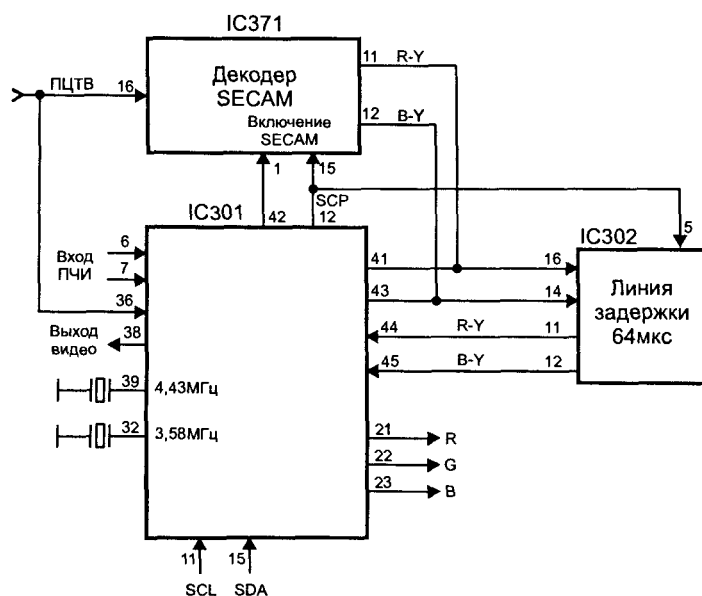 IC371
Декодер
SECAM
Включение
SECAM
ПЦТВ
16
11
R-Y
12
B-Y
1
15
SCP
42
12
IC301
5
IC302
6
Вход
ПЧИ
7
36
Выход
видео
38
39
4,43МГц
32
3,58МГц
41
16
43
14
44
R-Y
11
45
B-Y
12
Линия
задержки
64мкс
21
R
22
G
23
B
11
15
SCL
SDA